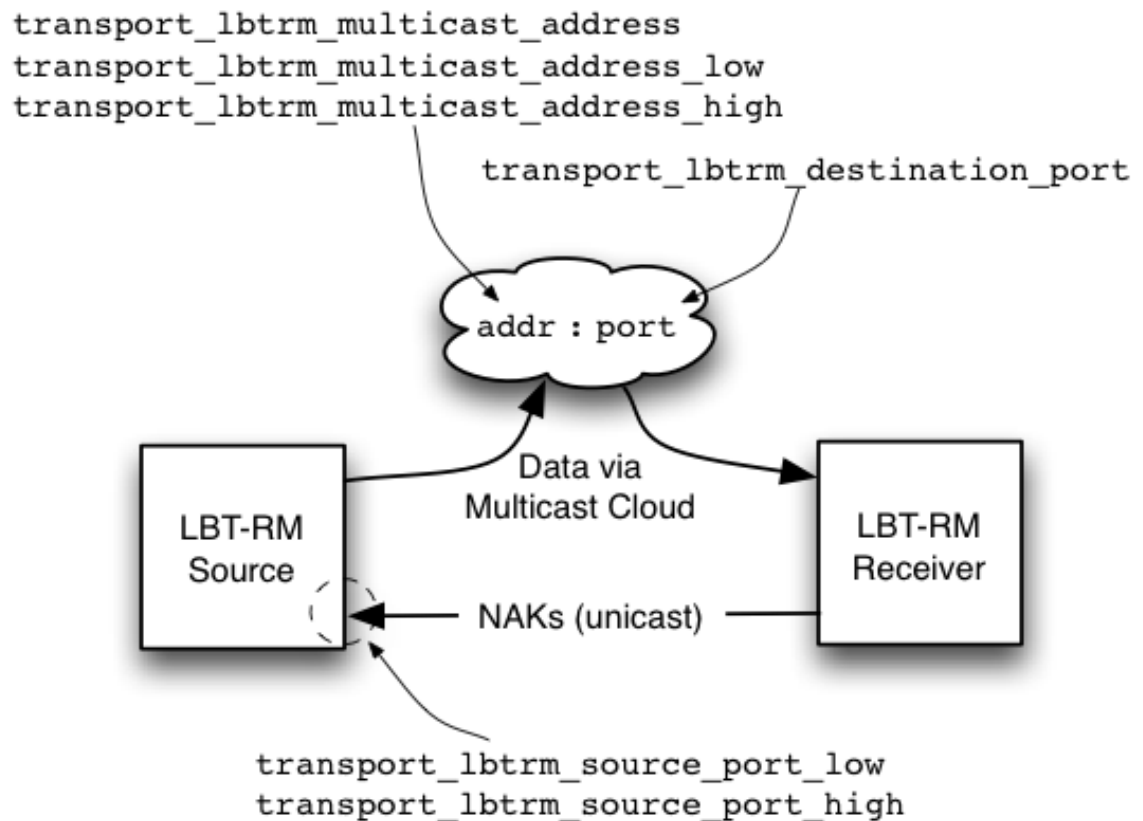 transport_lbtrm_multicast_address
transport_lbtrm_multicast_address_low
transport_lbtrm_multicast_address_high
transport_lbtrm_destination_port
addr : port
Data via
Multicast Cloud
LBT-RM
Source
LBT-RM
Receiver
NAKs (unicast)
transport_lbtrm_source_port_low
transport_lbtrm_source_port_high